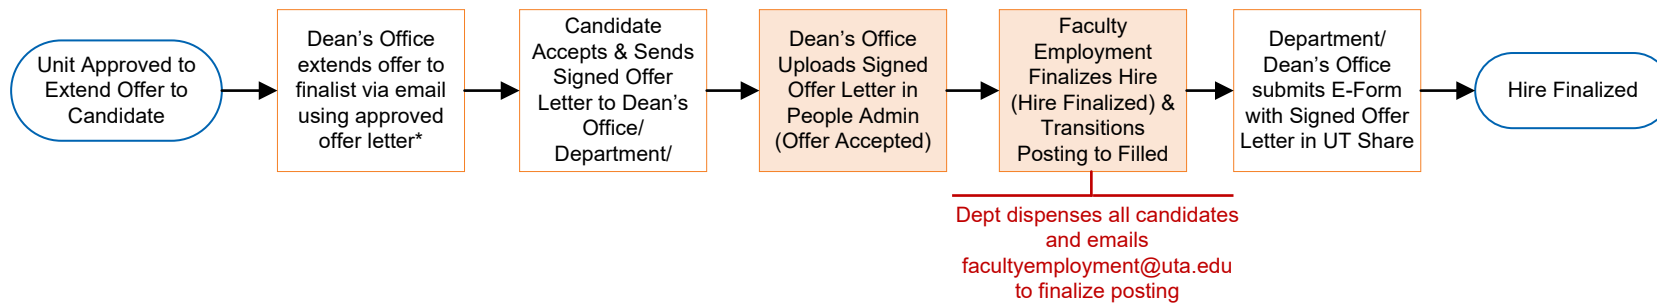 Unit Approved to
Extend Offer to
Candidate
Dean’s Office
extends offer to
finalist via email
using approved
offer letter*
Candidate
Accepts & Sends
Signed Offer
Letter to Dean’s
Office/
Department/
Dean’s Office
Uploads Signed
Offer Letter in
People Admin
(Offer Accepted)
Faculty
Employment
Finalizes Hire
(Hire Finalized) &
Transitions
Posting to Filled
Department/
Dean’s Office
submits E-Form
with Signed Offer
Letter in UT Share
Hire Finalized
Dept dispenses all candidates
and emails
facultyemployment@uta.edu
to finalize posting